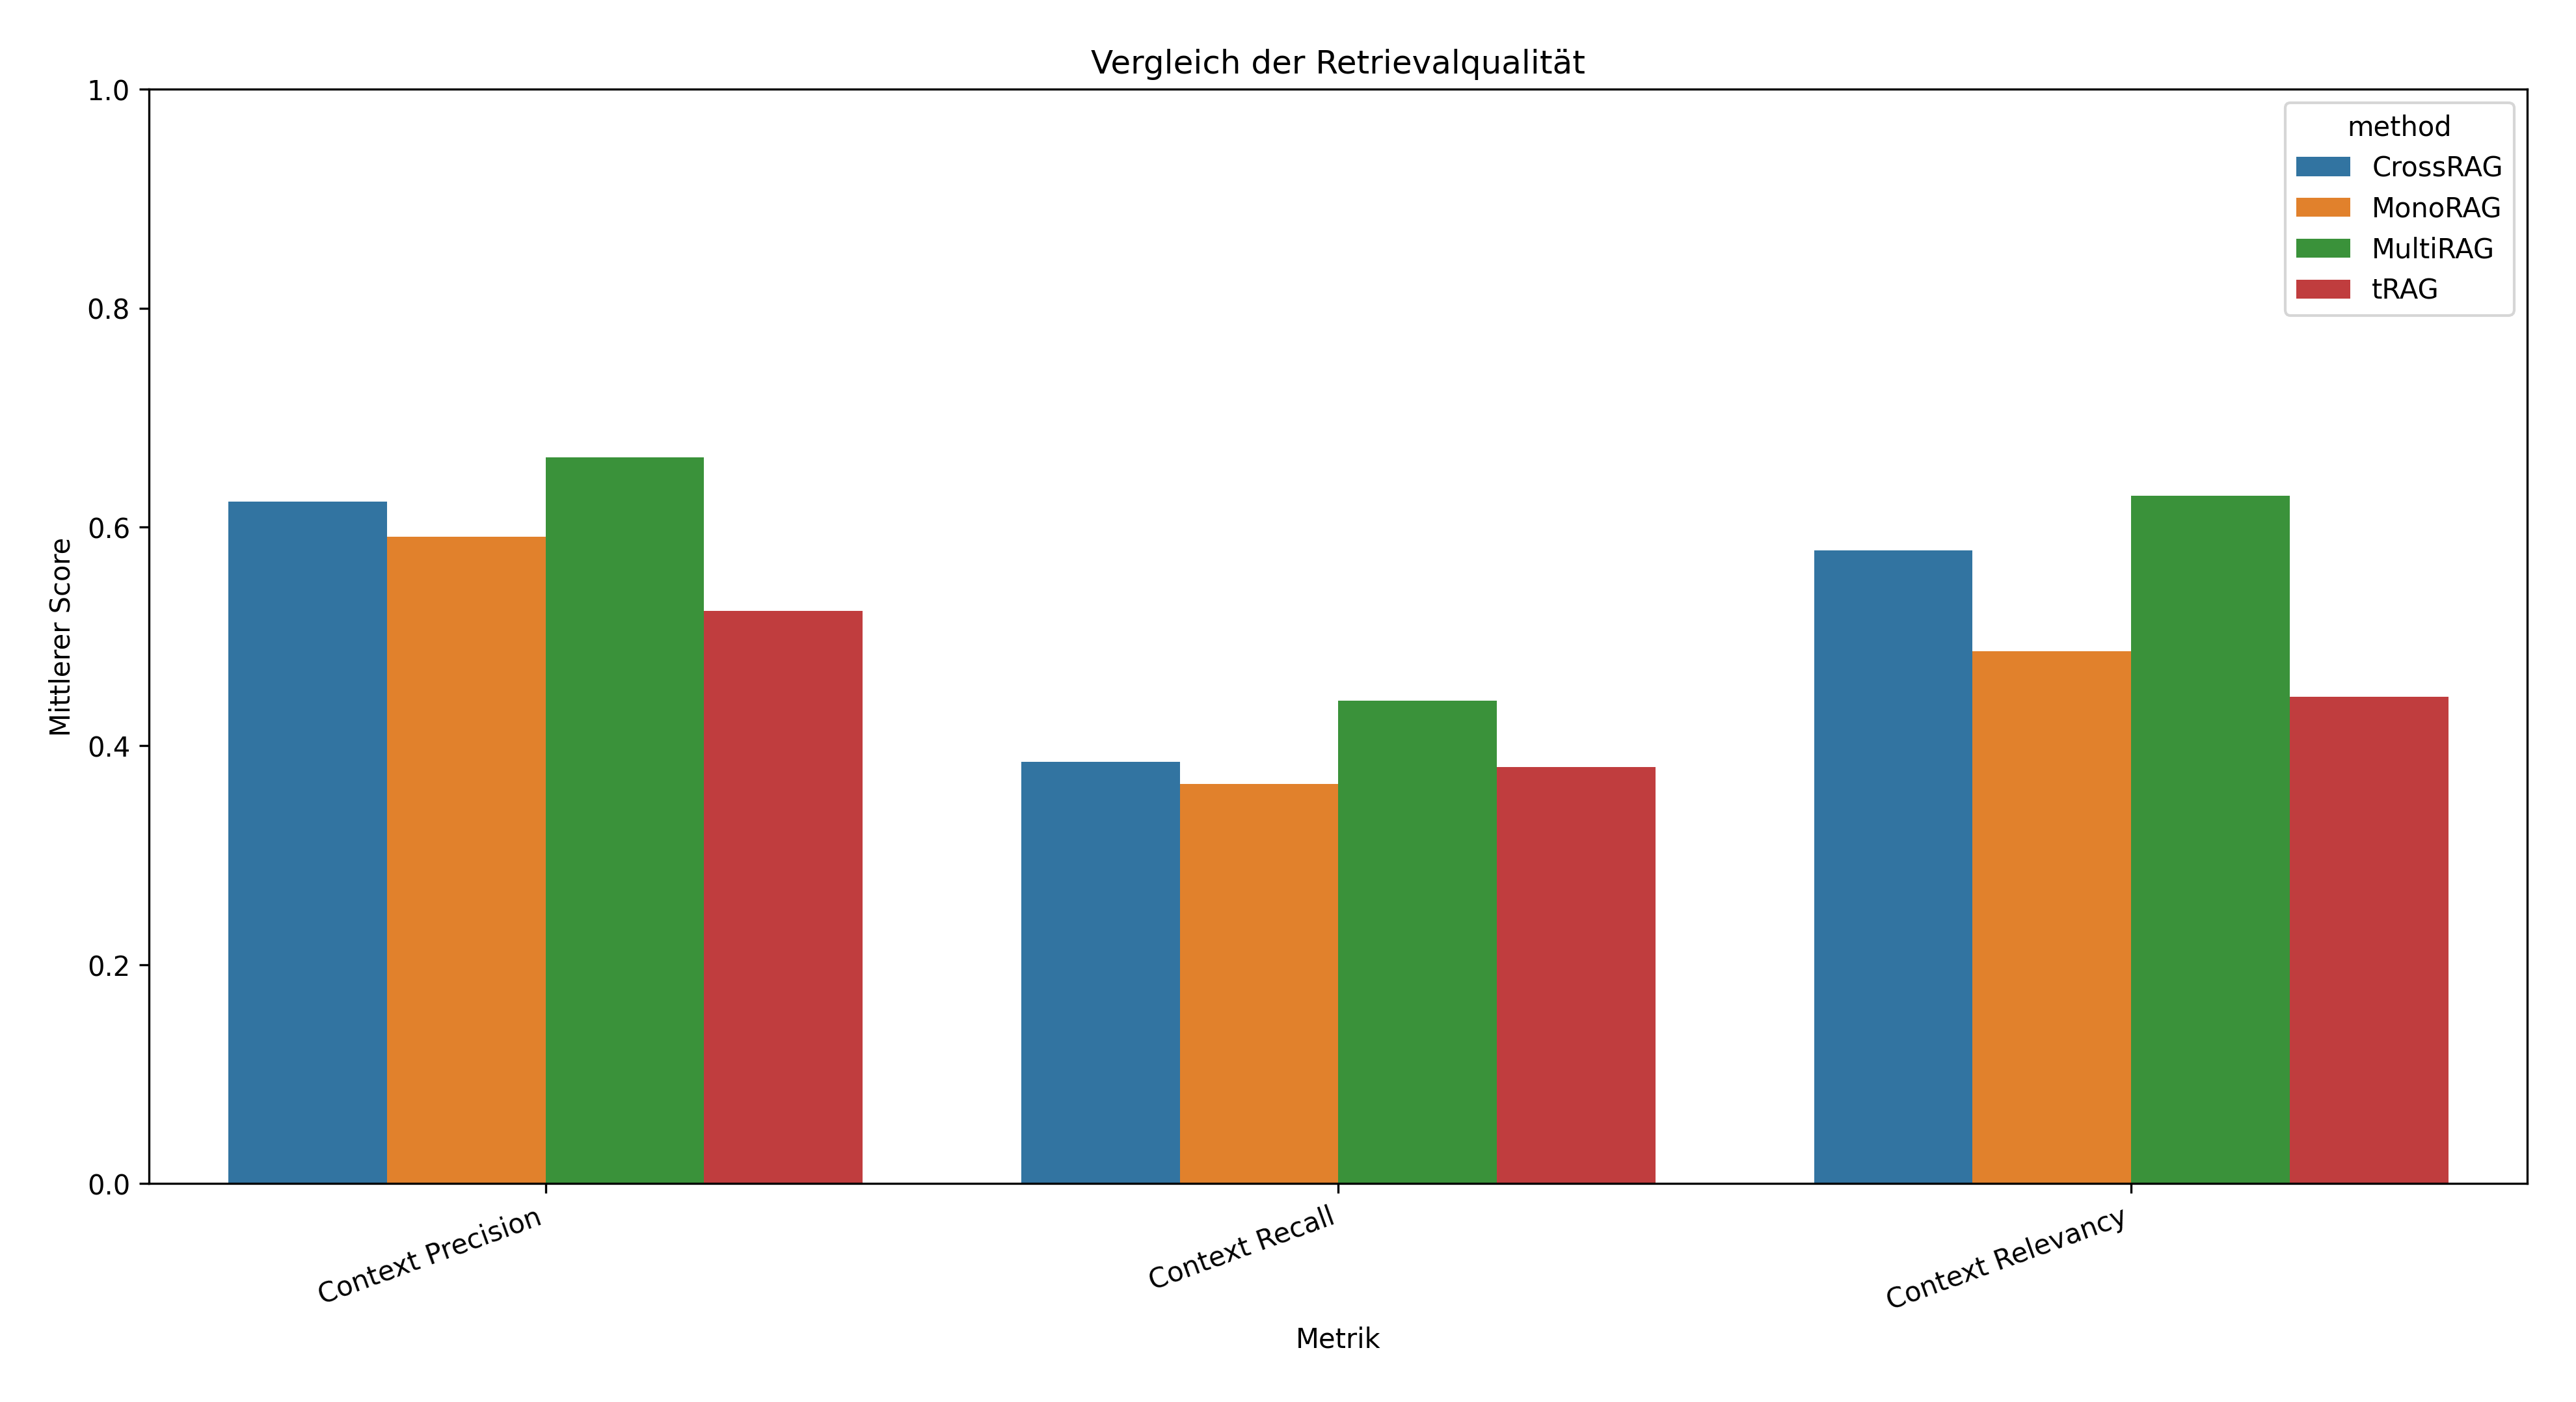 Vergleich der Retrievalqualität
1.0
0.8
0.6
0.4
0.2
0.0
Mittlerer Score
method
CrossRAG
MonoRAG
MultiRAG
tRAG
Context Precision
Context Recall
Context Relevancy
Metrik